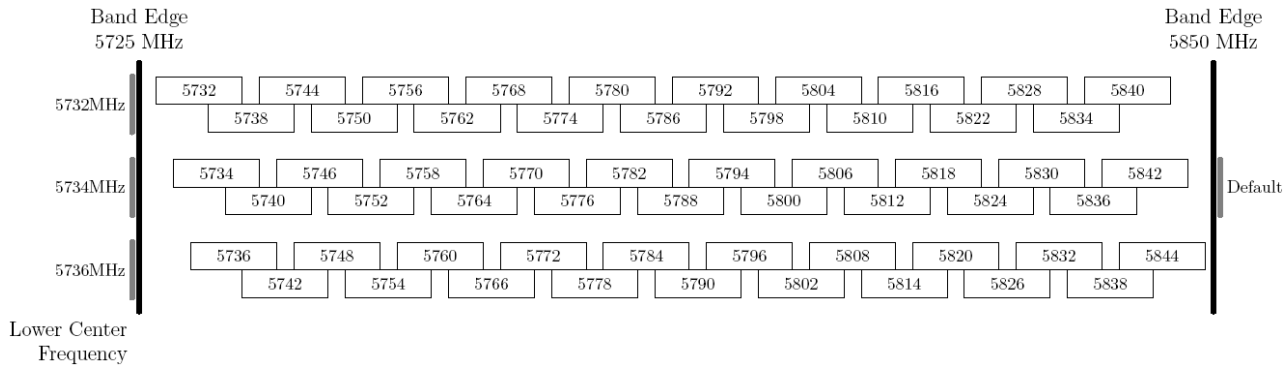 Band Edge
5725 MHz
Band Edge
5850 MHz
5732MHz
5732 5744 5756 5768 5780 5792 5804 5816 5828 5840
5738 5750 5762 5774 5786 5798 5810 5822 5834
5734MHz
5734 5746 5758 5770 5782 5794 5806 5818 5830 5842
Default
5740 5752 5764 5776 5788 5800 5812 5824 5836
5736MHz
5736 5748 5760 5772 5784 5796 5808 5820 5832 5844
5742 5754 5766 5778 5790 5802 5814 5826 5838
Lower Center
Frequency